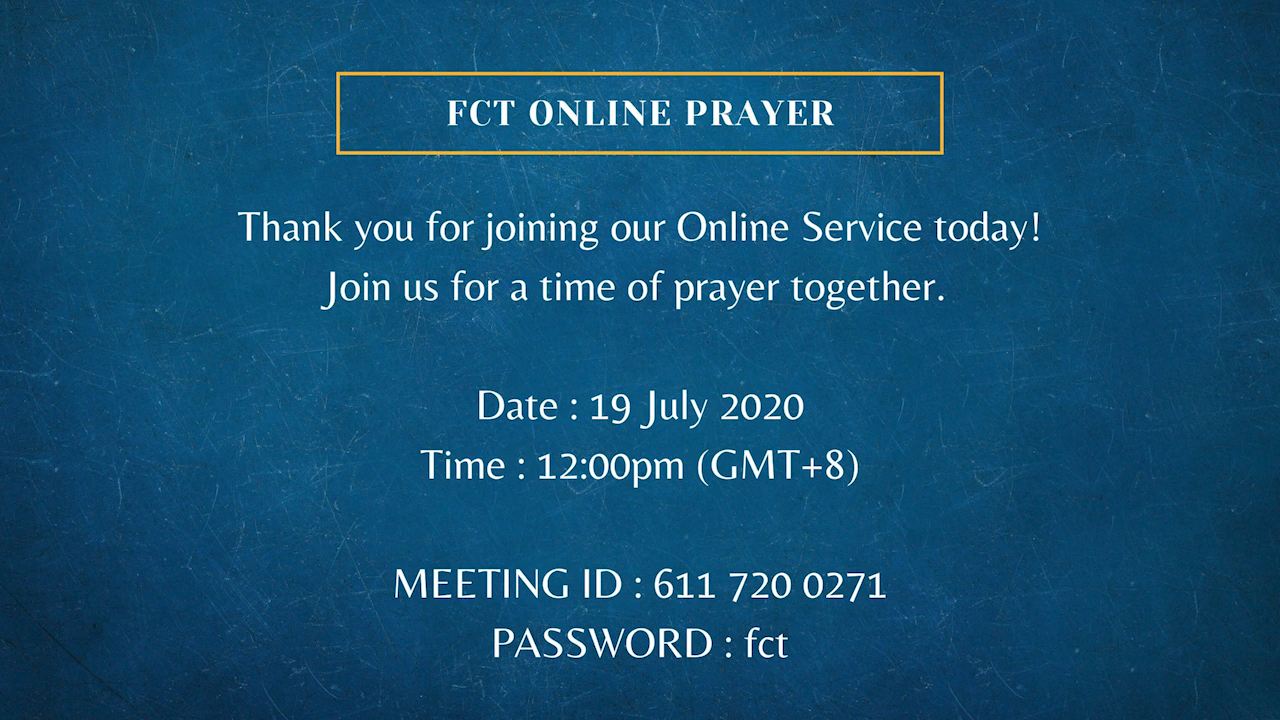 FCT ONLINE PRAYER
Thank you for joining our Online Service today!
Join us for a time of prayer together.
Date : 19 July 2020
Time : 12:00pm (GMT+8)
MEETING ID : 611 720 0271
PASSWORD : fct